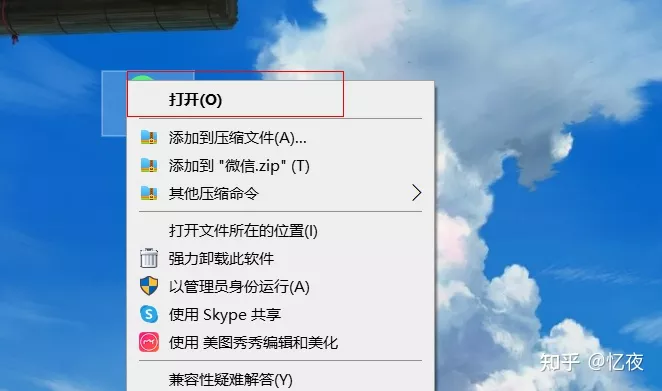 打开(O)
添加到压缩文件(A)...
添加到 "微信.zip" (T)
其他压缩命令
打开文件所在的位置(I)
强力卸载此软件
以管理员身份运行(A)
使用 Skype 共享
使用 美图秀秀编辑和美化
兼容性疑难解答(Y)
知乎 @忆夜